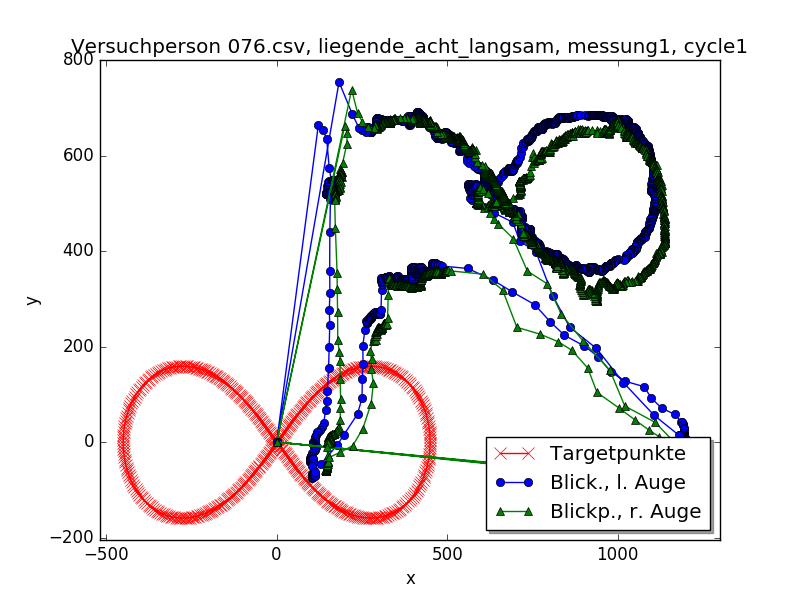 Versuchperson 076.csv, liegende_acht_langsam, messung1, cycle1
800
600
400
200
0
−200
−500
0
500
1000
y
x
Targetpunkte
Blick., l. Auge
Blickp., r. Auge